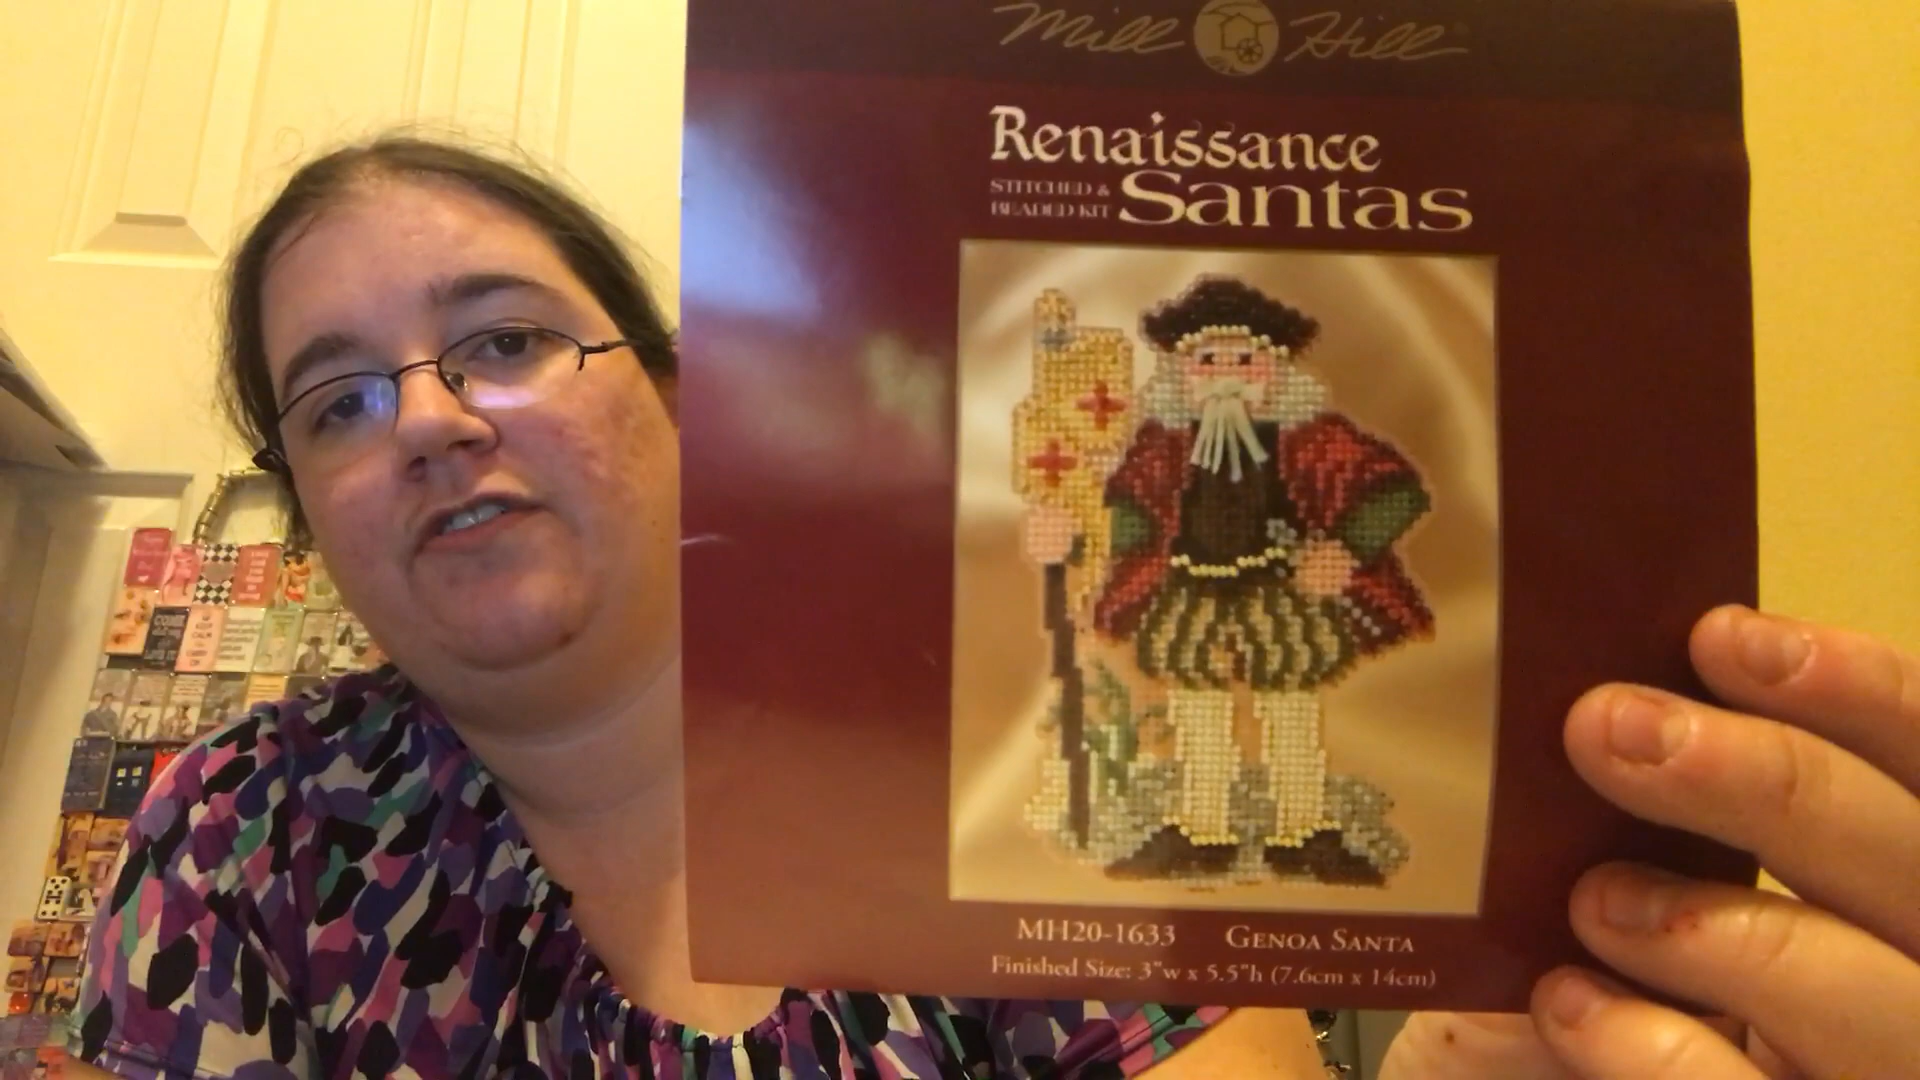 Mill Hill
Renaissance
STITCHED &
BEADED KIT
Santas
MH20-1633 GENOA SANTA
Finished Size: 3"w x 5.5"h (7.6cm x 14cm)